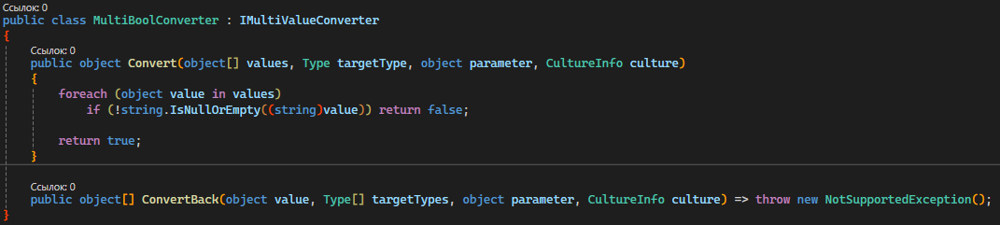 Ссылок: 0
public class MultiBoolConverter : IMultiValueConverter
{
Ссылок: 0
public object Convert(object[] values, Type targetType, object parameter, CultureInfo culture)
{
foreach (object value in values)
if (!string.IsNullOrEmpty((string)value)) return false;
return true;
}
Ссылок: 0
public object[] ConvertBack(object value, Type[] targetTypes, object parameter, CultureInfo culture) => throw new NotSupportedException();
}